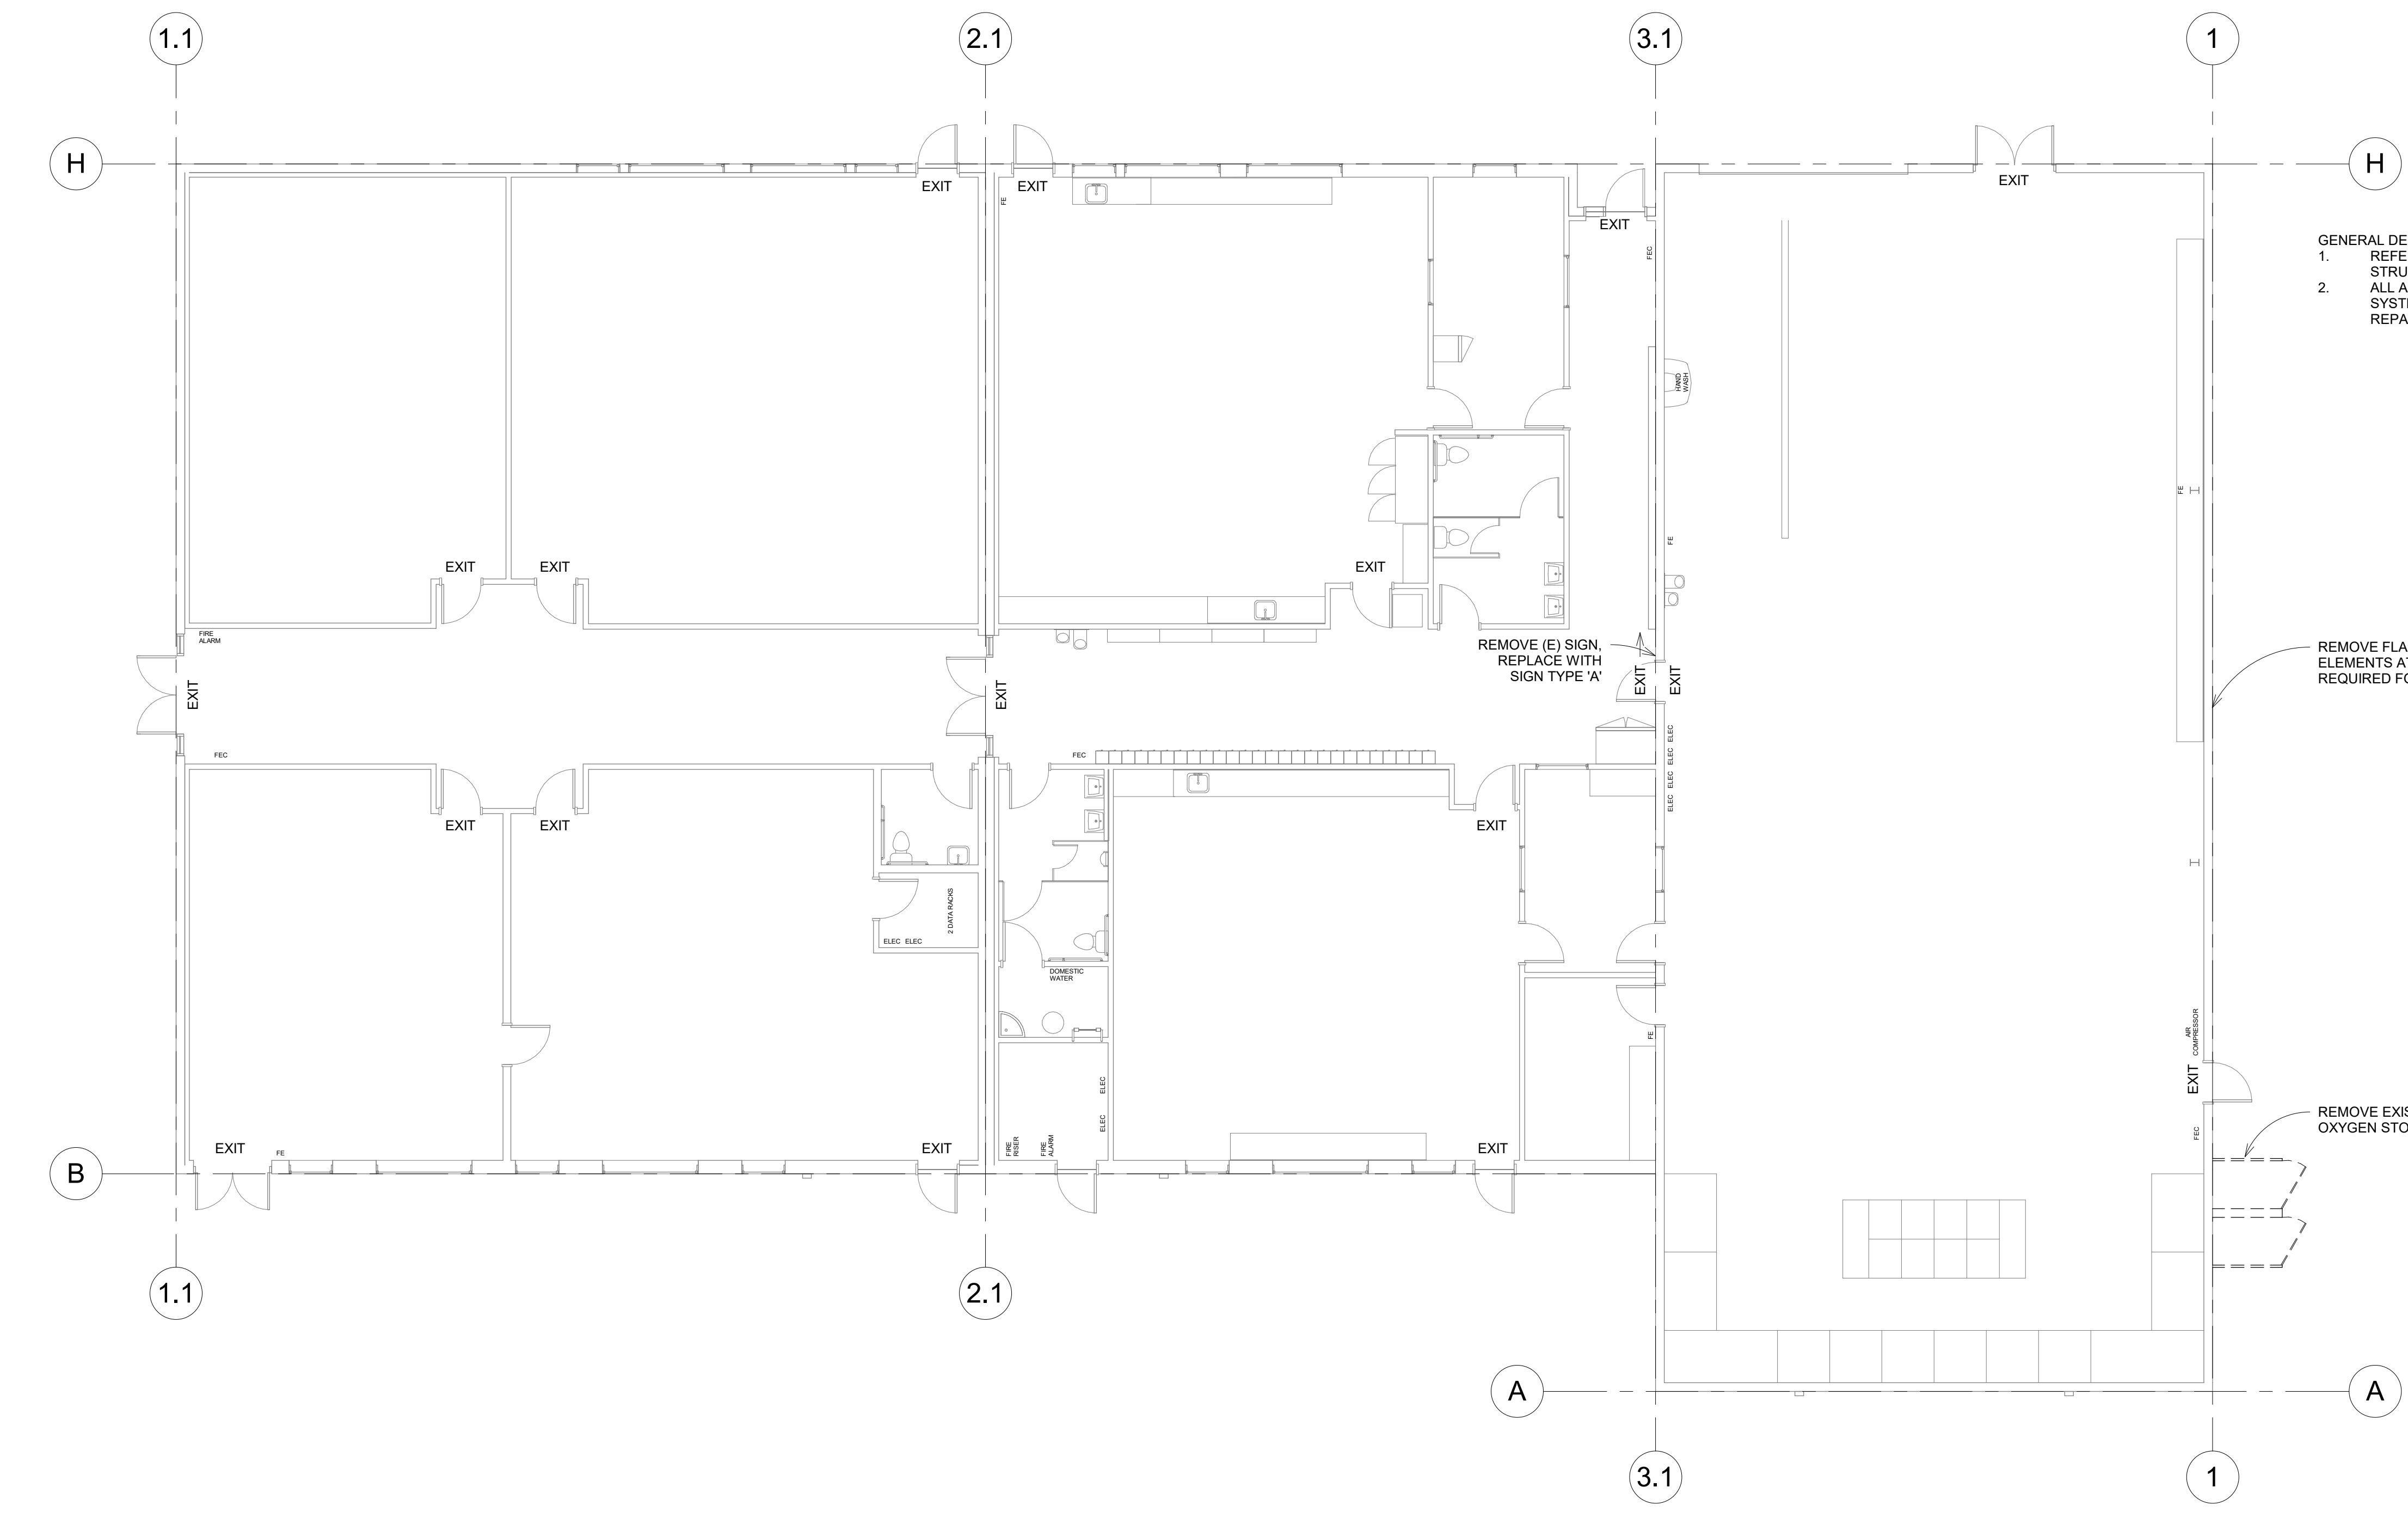 1.1
2.1
3.1
1
H
H
EXIT
EXIT
EXIT
EXIT
FE
FEC
GENERAL DE
1. REFE
STRU
2. ALL A
SYST
REPA
HAND
WASH
FE
FE
EXIT
EXIT
EXIT
FIRE
ALARM
REMOVE (E) SIGN,
REPLACE WITH
SIGN TYPE 'A'
EXIT
EXIT
EXIT
EXIT
REMOVE FLA
ELEMENTS A
REQUIRED FO
FEC
FEC
ELEC ELEC ELEC ELEC
EXIT
EXIT
EXIT
2 DATA RACKS
ELEC ELEC
DOMESTIC
WATER
AIR
COMPRESSOR
FE
EXIT
ELEC ELEC
FIRE
RISER
FIRE
ALARM
EXIT
FE
EXIT
EXIT
FEC
REMOVE EXIS
OXYGEN STO
B
1.1
2.1
A
A
3.1
1